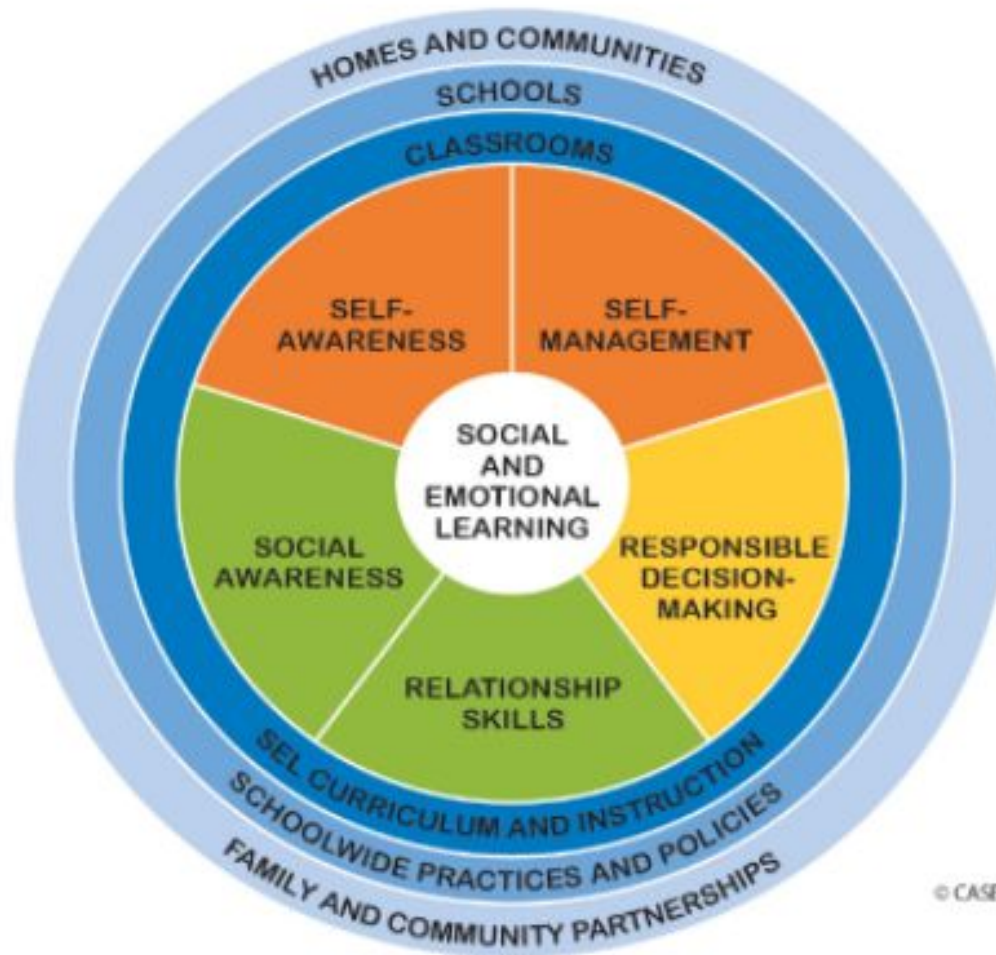 HOMES AND COMMUNITIES
SCHOOLS
CLASSROOMS
SELF-
AWARENESS
SELF-
MANAGEMENT
SOCIAL
AND
EMOTIONAL
LEARNING
SOCIAL
AWARENESS
RESPONSIBLE
DECISION-
MAKING
RELATIONSHIP
SKILLS
SEL CURRICULUM AND INSTRUCTION
SCHOOLWIDE PRACTICES AND POLICIES
FAMILY AND COMMUNITY PARTNERSHIPS
© CASE